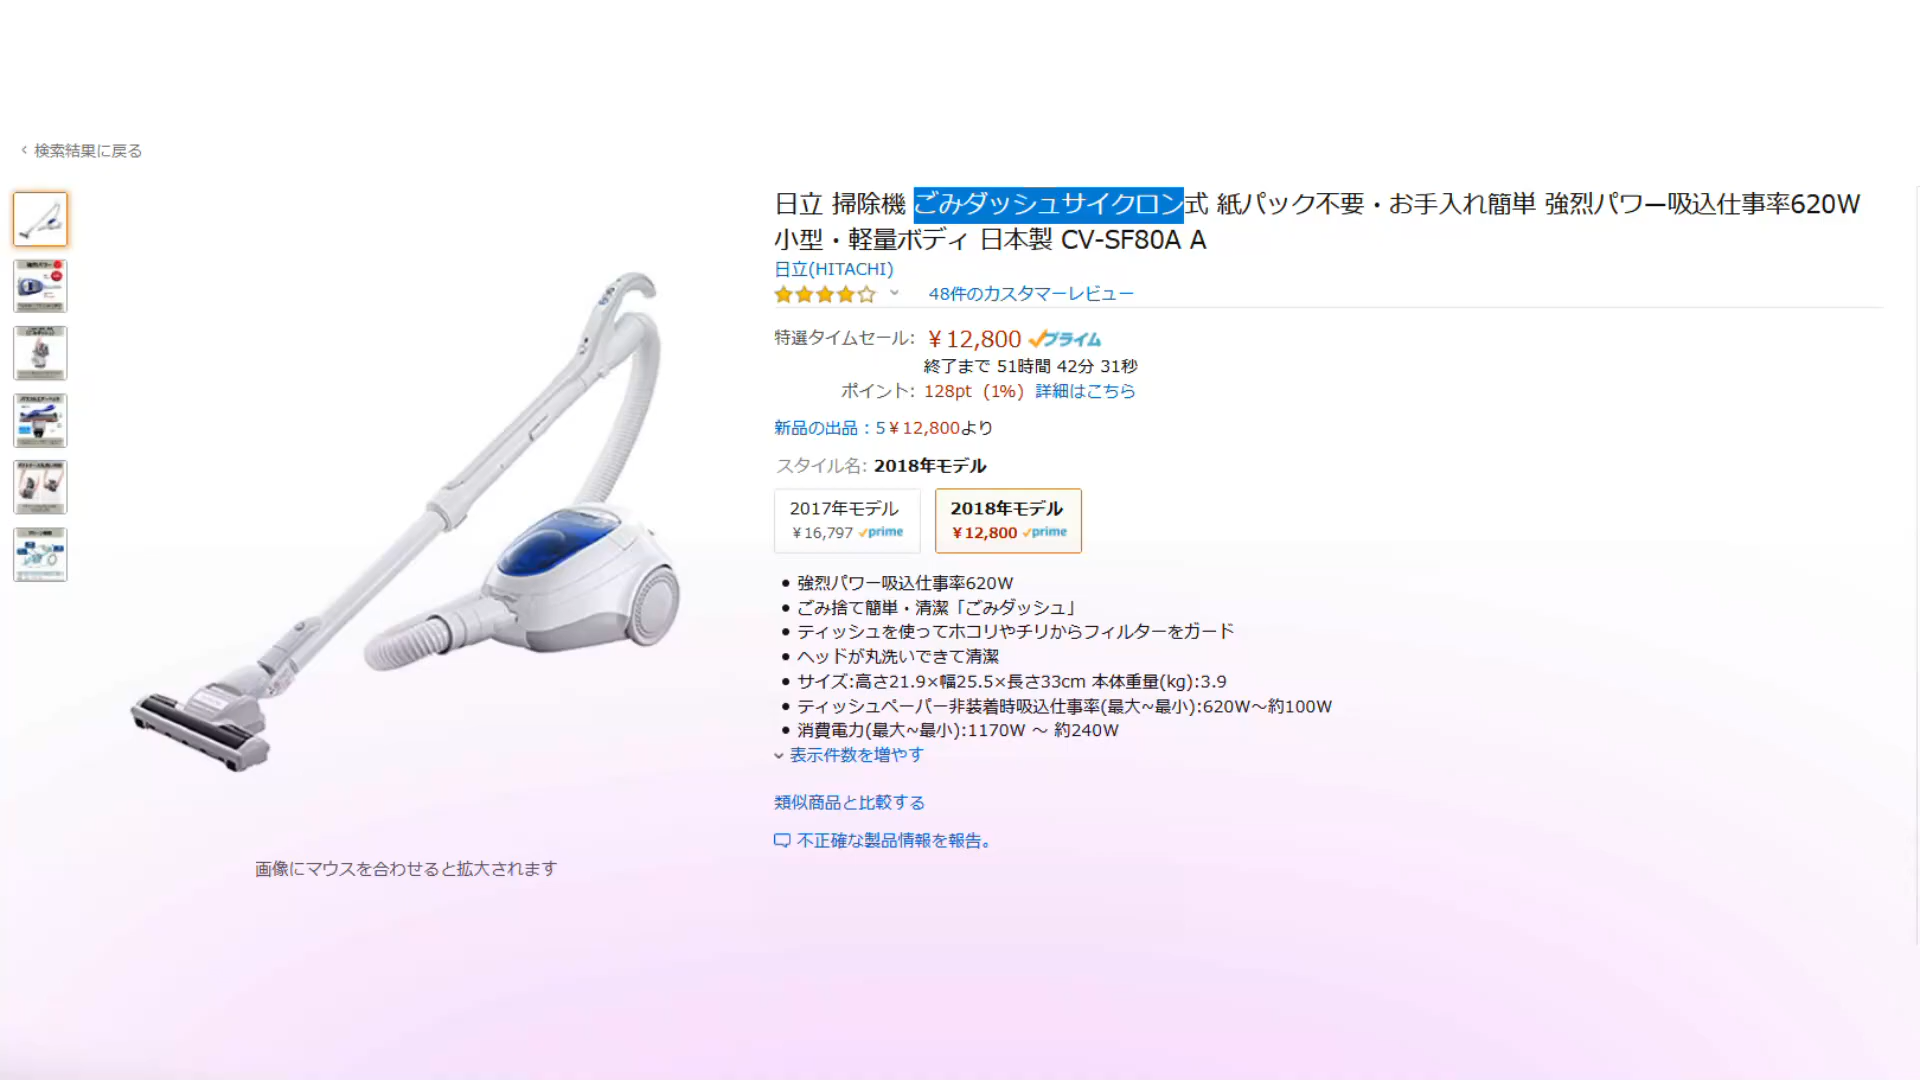 ‹ 検索結果に戻る
日立 掃除機 ごみダッシュサイクロン式 紙パック不要・お手入れ簡単 強烈パワー吸込仕事率620W
小型・軽量ボディ 日本製 CV-SF80A A
日立(HITACHI)
48件のカスタマーレビュー
特選タイムセール: ￥12,800 プライム
終了まで 51時間 42分 31秒
ポイント: 128pt (1%) 詳細はこちら
新品の出品：5￥12,800より
スタイル名: 2018年モデル
2017年モデル 2018年モデル
￥16,797 prime ￥12,800 prime
● 強烈パワー吸込仕事率620W
● ごみ捨て簡単・清潔「ごみダッシュ」
● ティッシュを使ってホコリやチリからフィルターをガード
● ヘッドが丸洗いできて清潔
● サイズ:高さ21.9×幅25.5×長さ33cm 本体重量(kg):3.9
● ティッシュペーパー非装着時吸込仕事率(最大~最小):620W～約100W
● 消費電力(最大~最小):1170W ～ 約240W
表示件数を増やす
類似商品と比較する
不正確な製品情報を報告。
画像にマウスを合わせると拡大されます